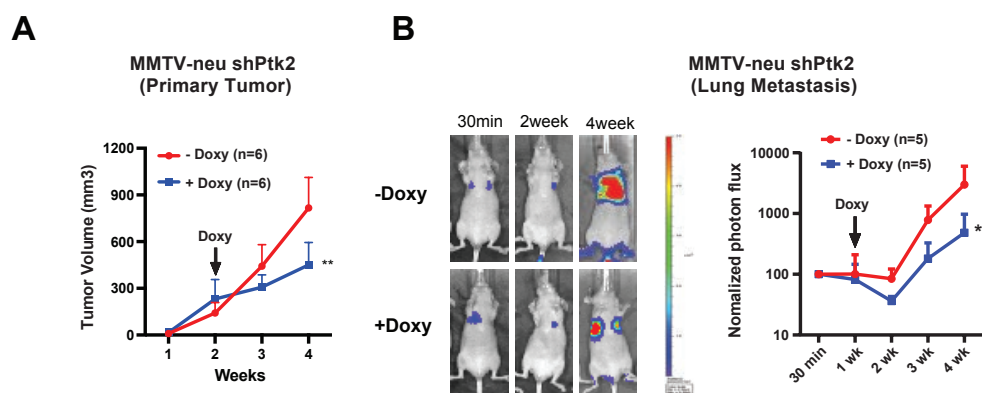 A
MMTV-neu shPtk2
(Primary Tumor)
Tumor Volume (mm3)
1200
900
600
300
0
- Doxy (n=6)
+ Doxy (n=6)
Doxy
**
1 2 3 4
Weeks
B
MMTV-neu shPtk2
(Lung Metastasis)
30min 2week 4week
-Doxy
+Doxy
- Doxy (n=5)
+ Doxy (n=5)
Nomalized photon flux
10000
1000
100
10
Doxy
*
30 min 1 wk 2 wk 3 wk 4 wk